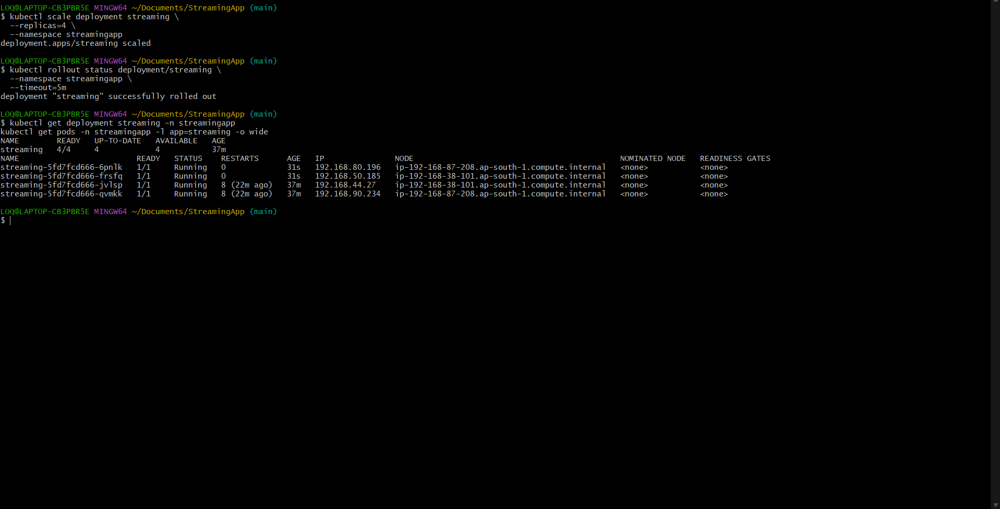 LOQ@LAPTOP-CB3PBR5E MINGW64 ~/Documents/StreamingApp (main)
$ kubectl scale deployment streaming \
  --replicas=4 \
  --namespace streamingapp
deployment.apps/streaming scaled

LOQ@LAPTOP-CB3PBR5E MINGW64 ~/Documents/StreamingApp (main)
$ kubectl rollout status deployment/streaming \
  --namespace streamingapp \
  --timeout=5m
deployment "streaming" successfully rolled out

LOQ@LAPTOP-CB3PBR5E MINGW64 ~/Documents/StreamingApp (main)
$ kubectl get deployment streaming -n streamingapp
kubectl get pods -n streamingapp -l app=streaming -o wide
NAME        READY   UP-TO-DATE   AVAILABLE   AGE
streaming   4/4     4            4           37m
NAME                         READY   STATUS    RESTARTS      AGE   IP               NODE                                            NOMINATED NODE   READINESS GATES
streaming-5fd7fcd666-6pnlk   1/1     Running   0             31s   192.168.80.196   ip-192-168-87-208.ap-south-1.compute.internal   <none>           <none>
streaming-5fd7fcd666-frsfq   1/1     Running   0             31s   192.168.50.185   ip-192-168-38-101.ap-south-1.compute.internal   <none>           <none>
streaming-5fd7fcd666-jvlsp   1/1     Running   8 (22m ago)   37m   192.168.44.27    ip-192-168-38-101.ap-south-1.compute.internal   <none>           <none>
streaming-5fd7fcd666-qvmkk   1/1     Running   8 (22m ago)   37m   192.168.90.234   ip-192-168-87-208.ap-south-1.compute.internal   <none>           <none>

LOQ@LAPTOP-CB3PBR5E MINGW64 ~/Documents/StreamingApp (main)
$